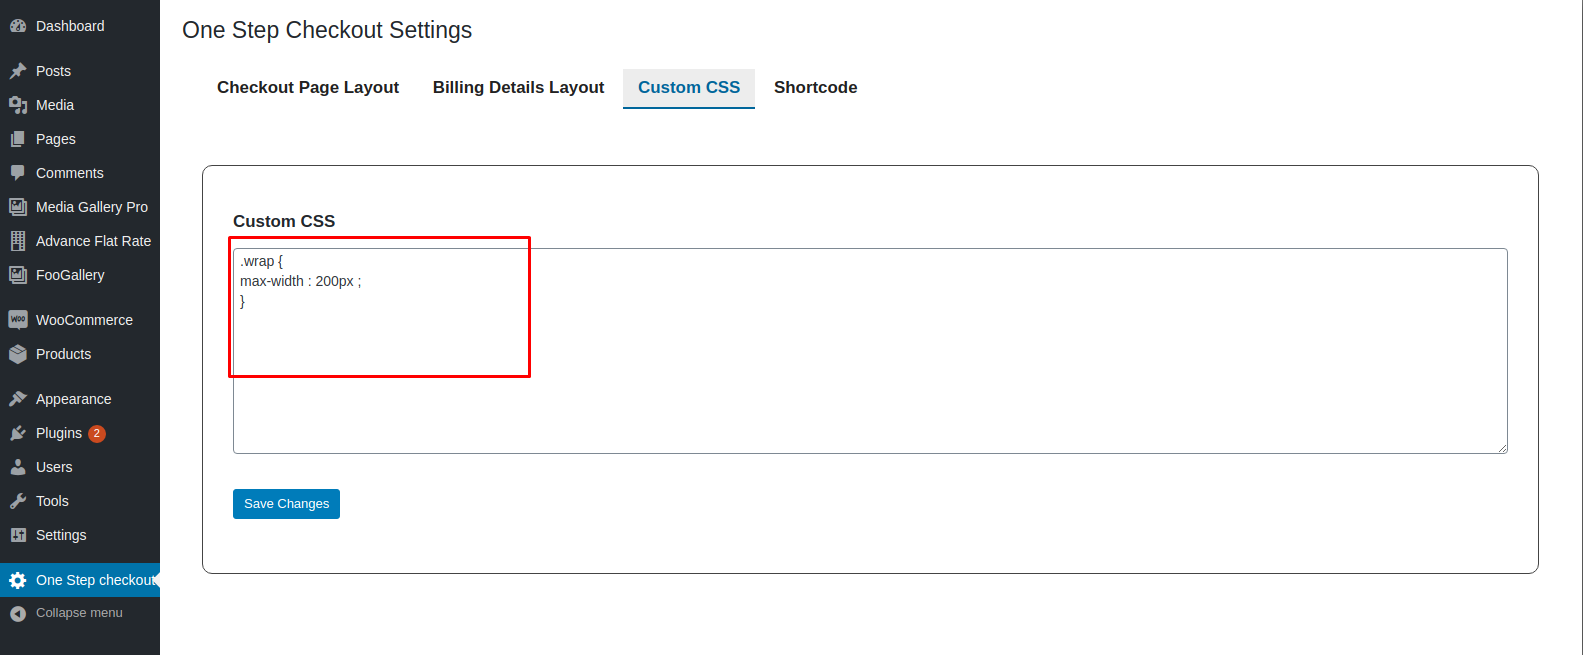 Dashboard
Posts
Media
Pages
Comments
Media Gallery Pro
Advance Flat Rate
FooGallery
WOO
WooCommerce
Products
Appearance
Plugins 2
Users
Tools
Settings
One Step checkout
Collapse menu
One Step Checkout Settings
Checkout Page Layout Billing Details Layout Custom CSS Shortcode
Custom CSS
.wrap {
max-width : 200px ;
}
Save Changes